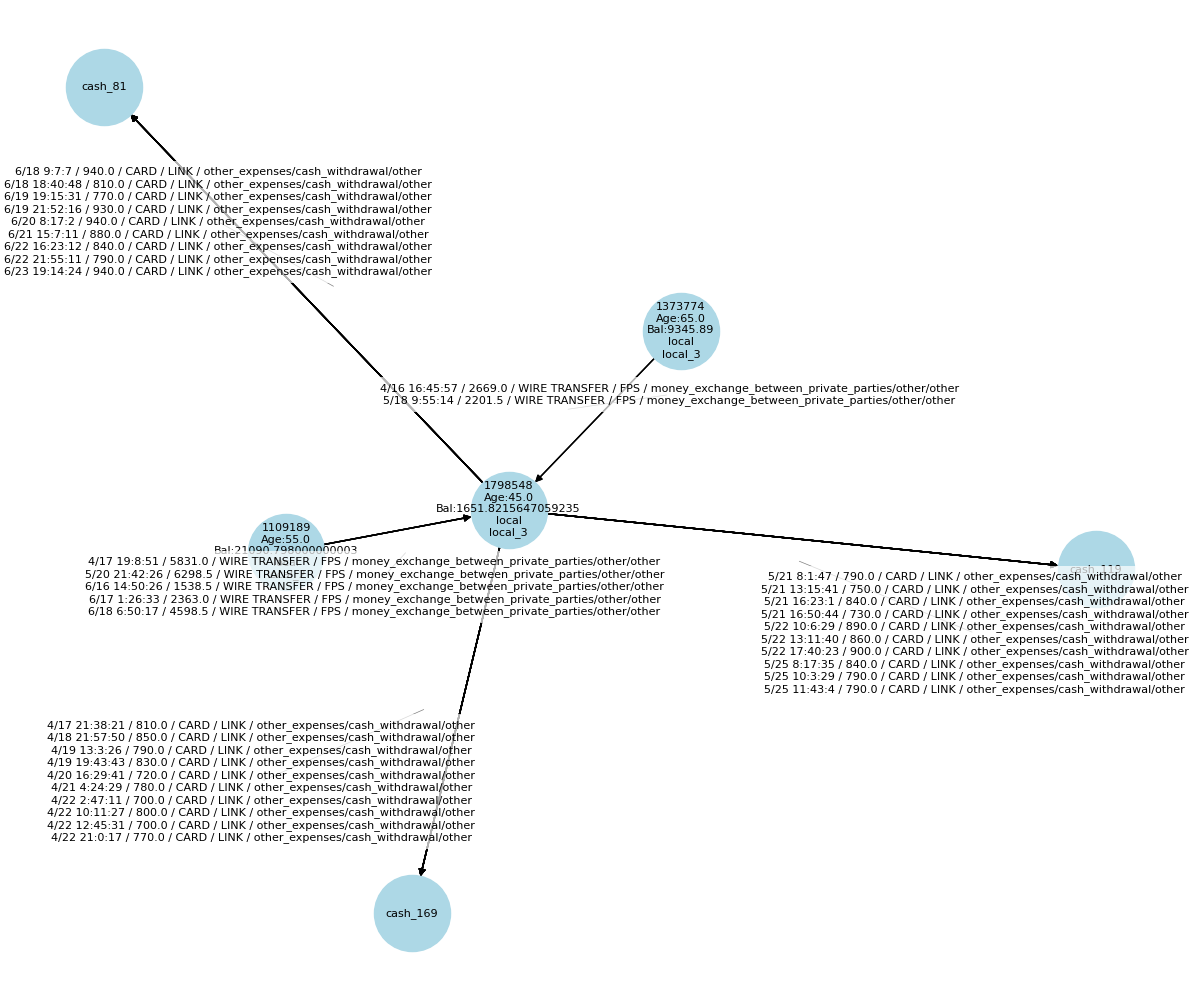 cash_81
6/18 9:7:7 / 940.0 / CARD / LINK / other_expenses/cash_withdrawal/other
6/18 18:40:48 / 810.0 / CARD / LINK / other_expenses/cash_withdrawal/other
6/19 19:15:31 / 770.0 / CARD / LINK / other_expenses/cash_withdrawal/other
6/19 21:52:16 / 930.0 / CARD / LINK / other_expenses/cash_withdrawal/other
6/20 8:17:2 / 940.0 / CARD / LINK / other_expenses/cash_withdrawal/other
6/21 15:7:11 / 880.0 / CARD / LINK / other_expenses/cash_withdrawal/other
6/22 16:23:12 / 840.0 / CARD / LINK / other_expenses/cash_withdrawal/other
6/22 21:55:11 / 790.0 / CARD / LINK / other_expenses/cash_withdrawal/other
6/23 19:14:24 / 940.0 / CARD / LINK / other_expenses/cash_withdrawal/other
1373774
Age:65.0
Bal:9345.89
local
local_3
4/16 16:45:57 / 2669.0 / WIRE TRANSFER / FPS / money_exchange_between_private_parties/other/other
5/18 9:55:14 / 2201.5 / WIRE TRANSFER / FPS / money_exchange_between_private_parties/other/other
1798548
Age:45.0
Bal:1651.8215647059235
local
local_3
1109189
Age:55.0
Bal:21090.798000000003
4/17 19:8:51 / 5831.0 / WIRE TRANSFER / FPS / money_exchange_between_private_parties/other/other
5/20 21:42:26 / 6298.5 / WIRE TRANSFER / FPS / money_exchange_between_private_parties/other/other
6/16 14:50:26 / 1538.5 / WIRE TRANSFER / FPS / money_exchange_between_private_parties/other/other
6/17 1:26:33 / 2363.0 / WIRE TRANSFER / FPS / money_exchange_between_private_parties/other/other
6/18 6:50:17 / 4598.5 / WIRE TRANSFER / FPS / money_exchange_between_private_parties/other/other
cash_119
5/21 8:1:47 / 790.0 / CARD / LINK / other_expenses/cash_withdrawal/other
5/21 13:15:41 / 750.0 / CARD / LINK / other_expenses/cash_withdrawal/other
5/21 16:23:1 / 840.0 / CARD / LINK / other_expenses/cash_withdrawal/other
5/21 16:50:44 / 730.0 / CARD / LINK / other_expenses/cash_withdrawal/other
5/22 10:6:29 / 890.0 / CARD / LINK / other_expenses/cash_withdrawal/other
5/22 13:11:40 / 860.0 / CARD / LINK / other_expenses/cash_withdrawal/other
5/22 17:40:23 / 900.0 / CARD / LINK / other_expenses/cash_withdrawal/other
5/25 8:17:35 / 840.0 / CARD / LINK / other_expenses/cash_withdrawal/other
5/25 10:3:29 / 790.0 / CARD / LINK / other_expenses/cash_withdrawal/other
5/25 11:43:4 / 790.0 / CARD / LINK / other_expenses/cash_withdrawal/other
4/17 21:38:21 / 810.0 / CARD / LINK / other_expenses/cash_withdrawal/other
4/18 21:57:50 / 850.0 / CARD / LINK / other_expenses/cash_withdrawal/other
4/19 13:3:26 / 790.0 / CARD / LINK / other_expenses/cash_withdrawal/other
4/19 19:43:43 / 830.0 / CARD / LINK / other_expenses/cash_withdrawal/other
4/20 16:29:41 / 720.0 / CARD / LINK / other_expenses/cash_withdrawal/other
4/21 4:24:29 / 780.0 / CARD / LINK / other_expenses/cash_withdrawal/other
4/22 2:47:11 / 700.0 / CARD / LINK / other_expenses/cash_withdrawal/other
4/22 10:11:27 / 800.0 / CARD / LINK / other_expenses/cash_withdrawal/other
4/22 12:45:31 / 700.0 / CARD / LINK / other_expenses/cash_withdrawal/other
4/22 21:0:17 / 770.0 / CARD / LINK / other_expenses/cash_withdrawal/other
cash_169